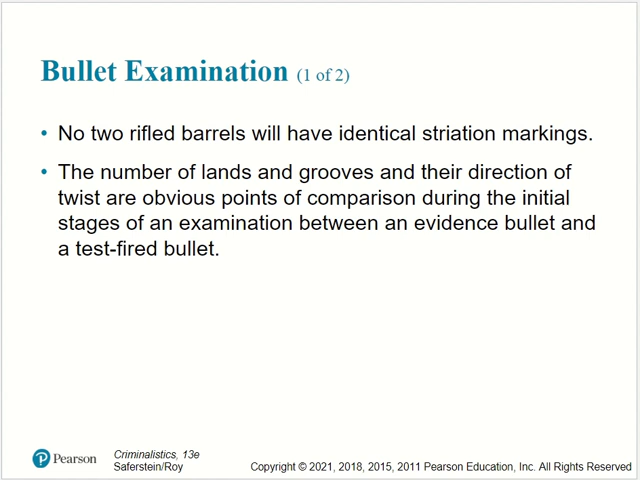 Bullet Examination (1 of 2)
• No two rifled barrels will have identical striation markings.
• The number of lands and grooves and their direction of
twist are obvious points of comparison during the initial
stages of an examination between an evidence bullet and
a test-fired bullet.
Pearson
Criminalistics, 13e
Saferstein/Roy
Copyright © 2021, 2018, 2015, 2011 Pearson Education, Inc. All Rights Reserved